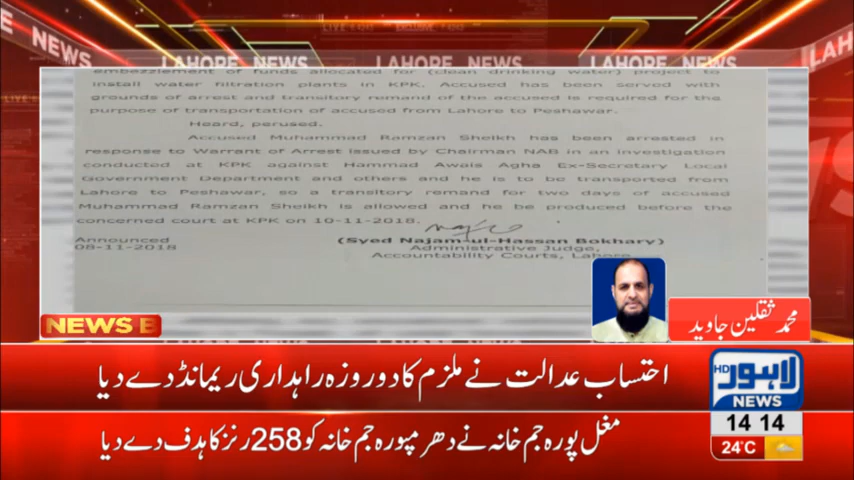 LAHORE NEWS
embezzlement of funds allocated for (clean drinking water) project to
install water filtration plants in KPK. Accused has been served with
grounds of arrest and transitory remand of the accused is required for the
purpose of transportation of accused from Lahore to Peshawar.
Heard, perused.
Accused Muhammad Ramzan Sheikh has been arrested in
response to Warrant of Arrest issued by Chairman NAB in an investigation
conducted at KPK against Hammad Awais Agha Ex-Secretary Local
Government Department and others and he is to be transported from
Lahore to Peshawar, so a transitory remand for two days of accused
Muhammad Ramzan Sheikh is allowed and he be produced before the
concerned court at KPK on 10-11-2018.
Announced
08-11-2018
(Syed Najam-ul-Hassan Bokhary)
Administrative Judge,
Accountability Courts, Lahore
محمد ثقلین جاوید
NEWS B
احتساب عدالت نے ملزم کا دو روزہ راہداری ریمانڈ دے دیا
مغل پورہ جم خانہ نے دھرمپورہ جم خانہ کو 258 رنز کا ہدف دے دیا
HD لاہور
NEWS
14 14
24°C